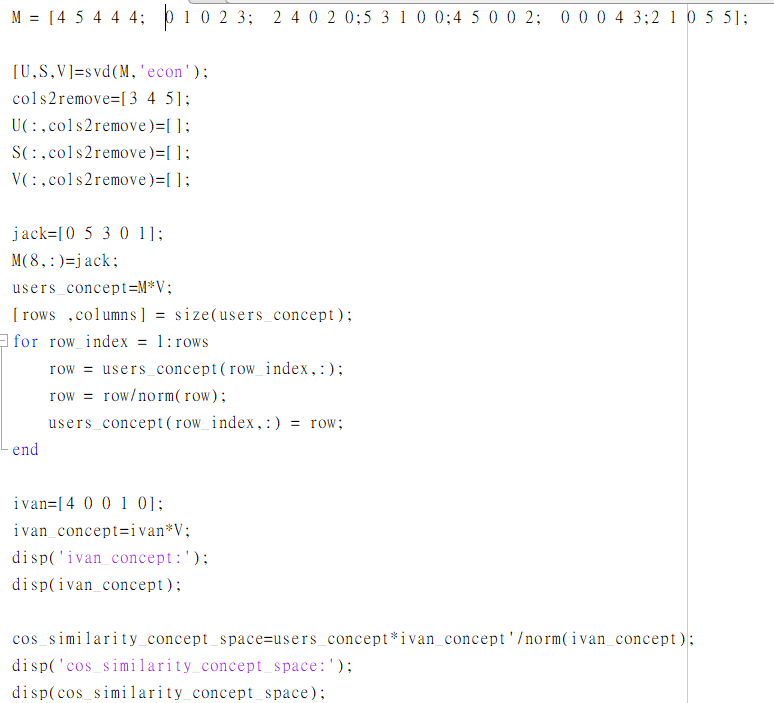 M = [4 5 4 4 4;  0 1 0 2 3;  2 4 0 2 0;5 3 1 0 0;4 5 0 0 2;  0 0 0 4 3;2 1 0 5 5];
[U,S,V]=svd(M,'econ');
cols2remove=[3 4 5];
U(:,cols2remove)=[];
S(:,cols2remove)=[];
V(:,cols2remove)=[];
jack=[0 5 3 0 1];
M(8,:)=jack;
users_concept=M*V;
[rows ,columns] = size(users_concept);
for row_index = 1:rows
    row = users_concept(row_index,:);
    row = row/norm(row);
    users_concept(row_index,:) = row;
end
ivan=[4 0 0 1 0];
ivan_concept=ivan*V;
disp('ivan_concept:');
disp(ivan_concept);
cos_similarity_concept_space=users_concept*ivan_concept'/norm(ivan_concept);
disp('cos_similarity_concept_space:');
disp(cos_similarity_concept_space);